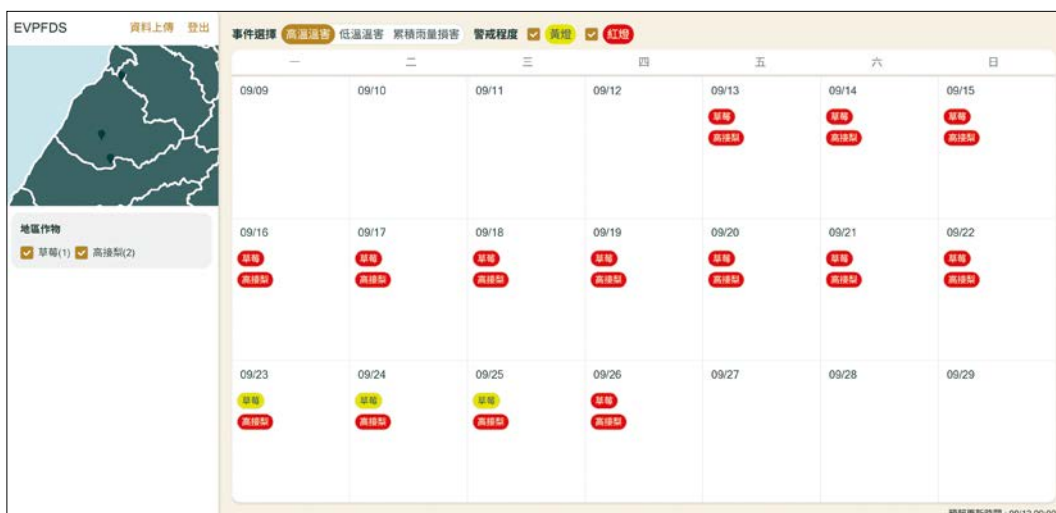 EVPFDS 資料上傳 登出
事件選擇 高溫溫害 低溫溫害 累積雨量損害 警戒程度 黃燈 紅燈
一 二 三 四 五 六 日
09/09 09/10 09/11 09/12 09/13 09/14 09/15
草莓 草莓 草莓
高接梨 高接梨 高接梨
地區作物
草莓(1) 高接梨(2)
09/16 09/17 09/18 09/19 09/20 09/21 09/22
草莓 草莓 草莓 草莓 草莓 草莓 草莓
高接梨 高接梨 高接梨 高接梨 高接梨 高接梨 高接梨
09/23 09/24 09/25 09/26 09/27 09/28 09/29
草莓 草莓 草莓 草莓
高接梨 高接梨 高接梨 高接梨